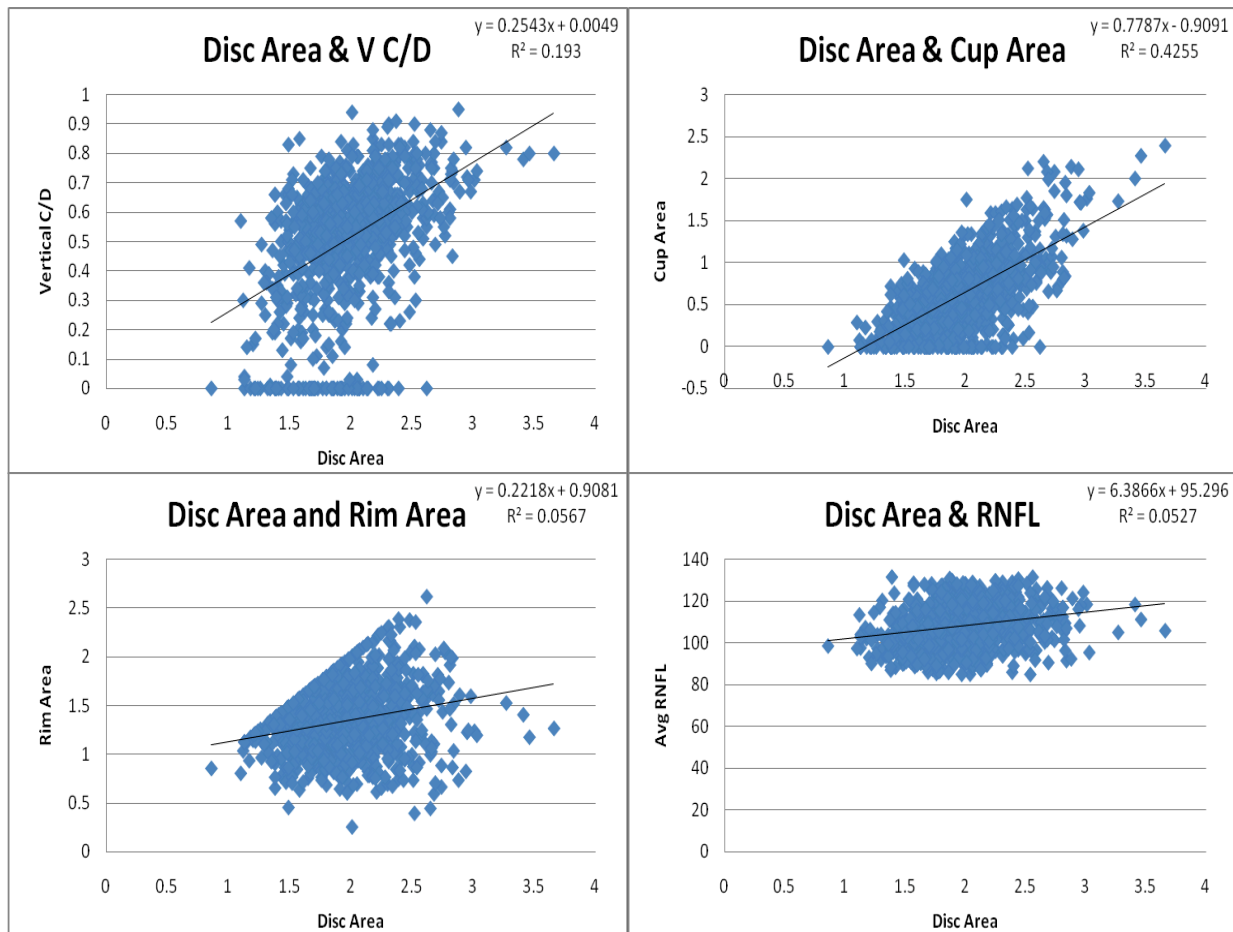 y = 0.2543x + 0.0049
Disc Area & V C/D
R² = 0.193
1
0.9
0.8
0.7
0.6
0.5
0.4
0.3
0.2
0.1
0
Vertical C/D
0 0.5 1 1.5 2 2.5 3 3.5 4
Disc Area
y = 0.7787x - 0.9091
Disc Area & Cup Area
R² = 0.4255
3
2.5
2
1.5
1
0.5
0
-0.5
Cup Area
0 0.5 1 1.5 2 2.5 3 3.5 4
Disc Area
y = 0.2218x + 0.9081
Disc Area and Rim Area
R² = 0.0567
3
2.5
2
1.5
1
0.5
0
Rim Area
0 0.5 1 1.5 2 2.5 3 3.5 4
Disc Area
y = 6.3866x + 95.296
Disc Area & RNFL
R² = 0.0527
140
120
100
80
60
40
20
0
Avg RNFL
0 0.5 1 1.5 2 2.5 3 3.5 4
Disc Area